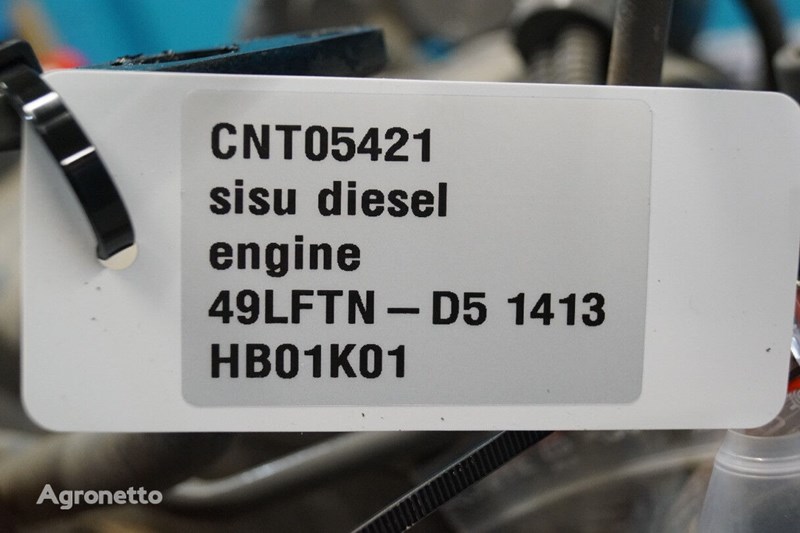 CNT05421
sisu diesel
engine
49LFTN – D5 1413
HB01K01
Agronetto